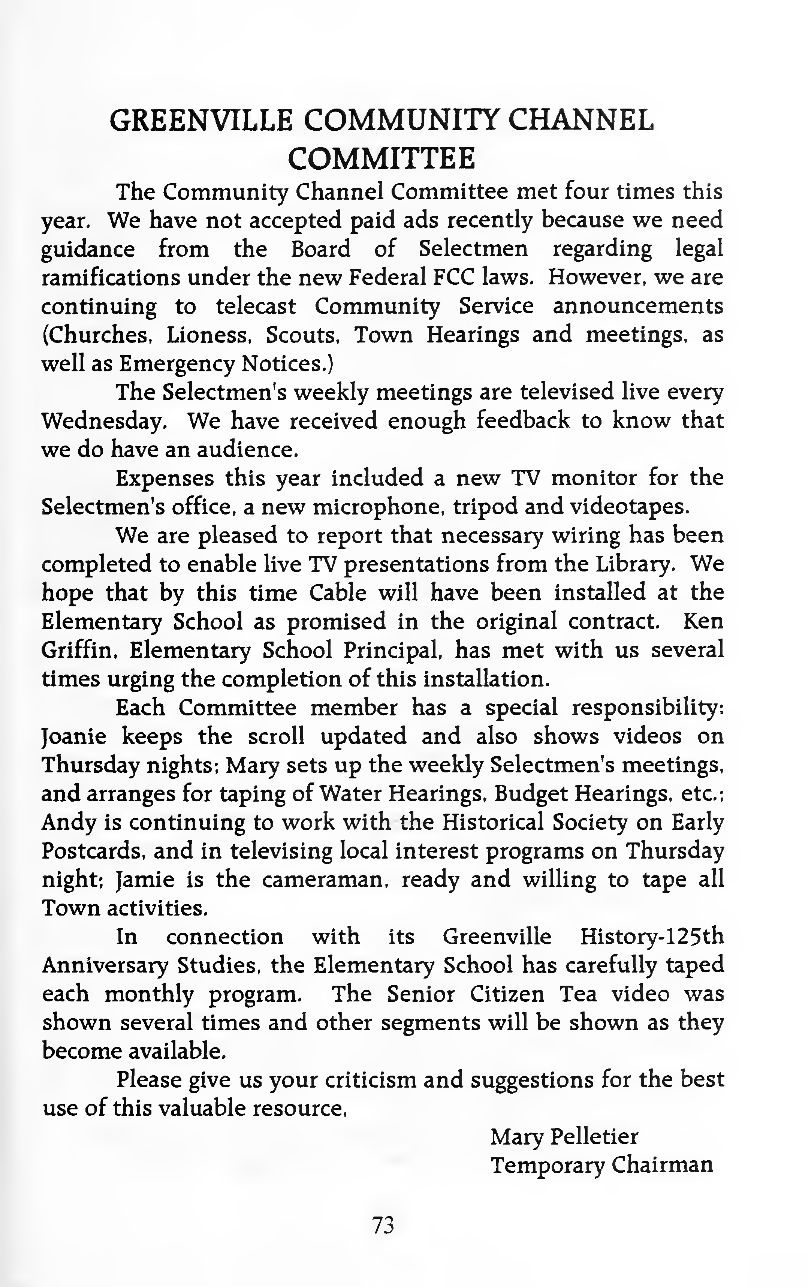 GREENVILLE COMMUNITY CHANNEL
COMMITTEE
The Community Channel Committee met four times this
year. We have not accepted paid ads recently because we need
guidance from the Board of Selectmen regarding legal
ramifications under the new Federal FCC laws. However, we are
continuing to telecast Community Service announcements
(Churches, Lioness, Scouts, Town Hearings and meetings, as
well as Emergency Notices.)
The Selectmen's weekly meetings are televised live every
Wednesday. We have received enough feedback to know that
we do have an audience.
Expenses this year included a new TV monitor for the
Selectmen's office, a new microphone, tripod and videotapes.
We are pleased to report that necessary wiring has been
completed to enable live TV presentations from the Library. We
hope that by this time Cable will have been installed at the
Elementary School as promised in the original contract. Ken
Griffin, Elementary School Principal, has met with us several
times urging the completion of this installation.
Each Committee member has a special responsibility:
Joanie keeps the scroll updated and also shows videos on
Thursday nights; Mary sets up the weekly Selectmen's meetings,
and arranges for taping of Water Hearings, Budget Hearings, etc.;
Andy is continuing to work with the Historical Society on Early
Postcards, and in televising local interest programs on Thursday
night; Jamie is the cameraman, ready and willing to tape all
Town activities.
In connection with its Greenville History-125th
Anniversary Studies, the Elementary School has carefully taped
each monthly program. The Senior Citizen Tea video was
shown several times and other segments will be shown as they
become available.
Please give us your criticism and suggestions for the best
use of this valuable resource,
Mary Pelletier
Temporary Chairman
73